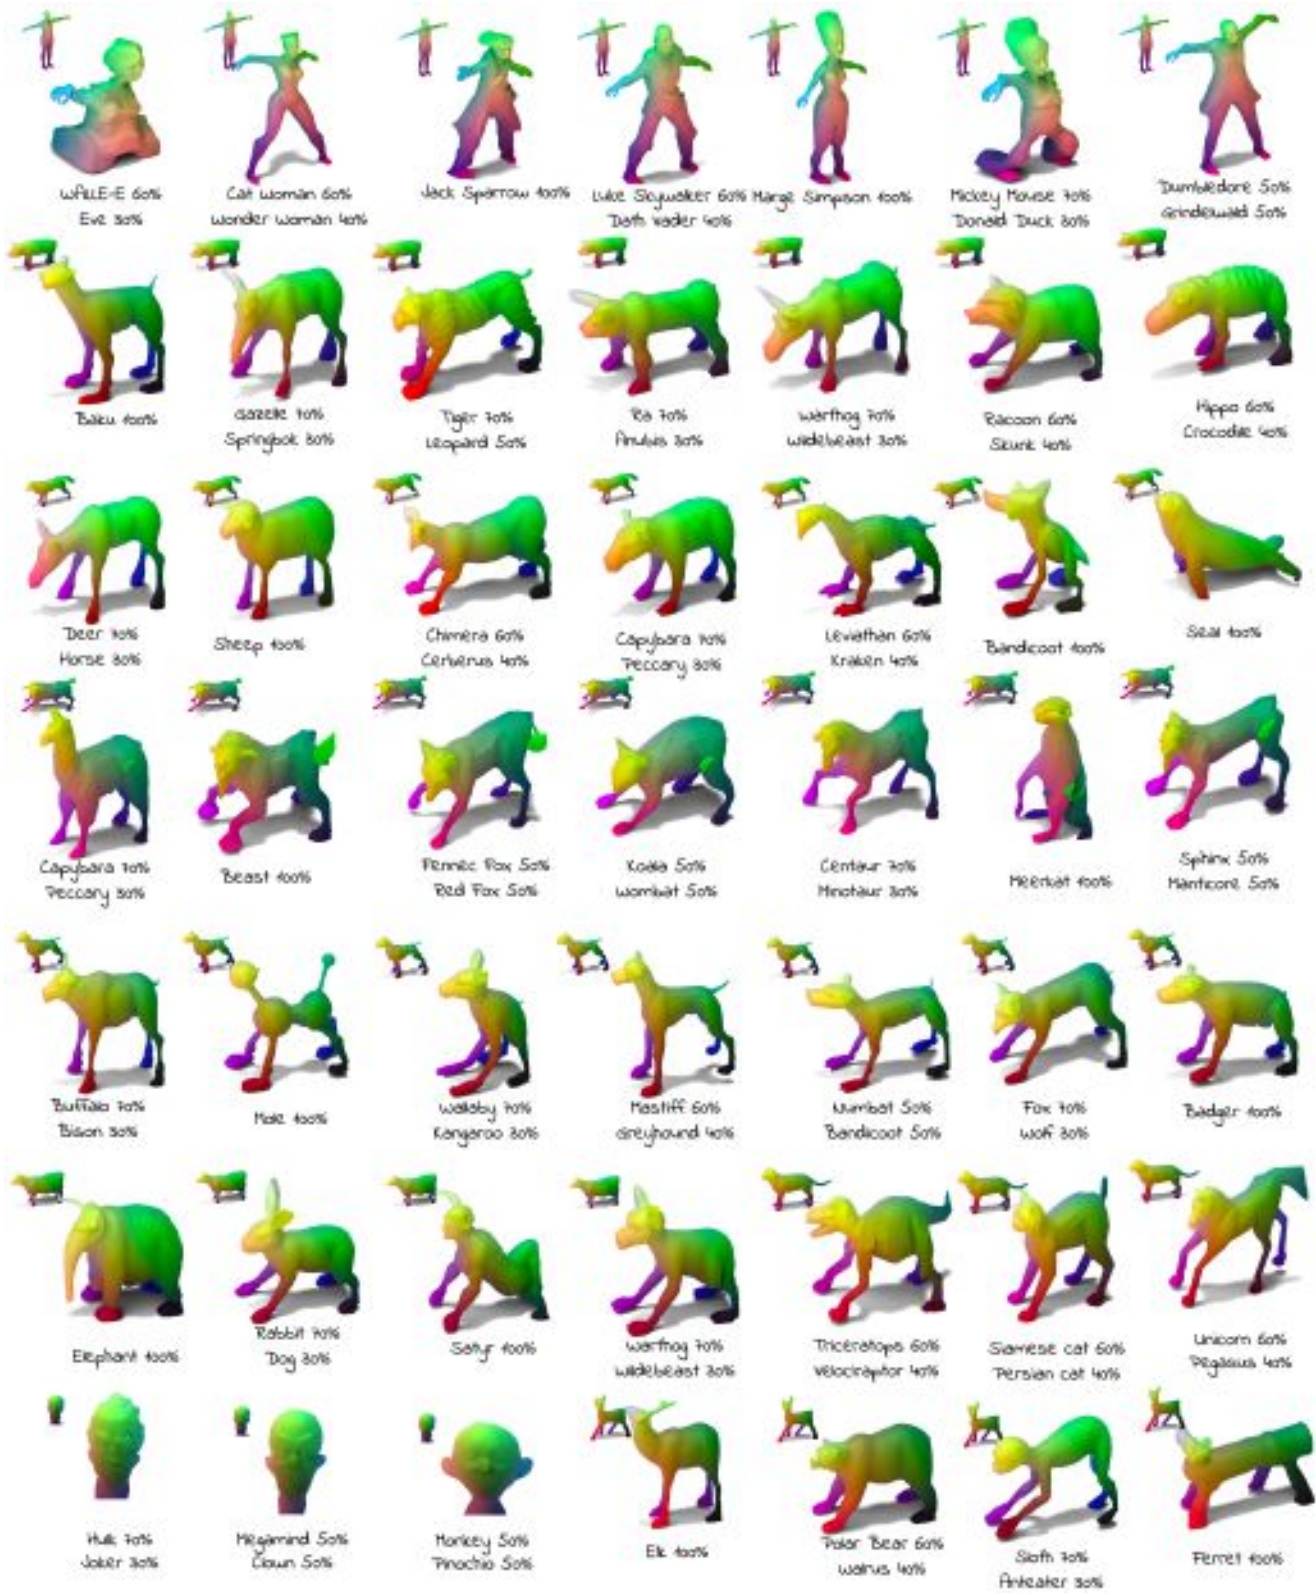 WALL-E 60%
Eve 30%
Cat Woman 60%
Wonder Woman 40%
Jack Sparrow 100%
Luke Skywalker 60%
Dath Vader 40%
Marge Simpson 100%
Mickey Mouse 70%
Donald Duck 30%
Dumbledore 50%
Grindelwald 50%
Baku 100%
Gazelle 70%
Springbok 30%
Tiger 70%
Leopard 50%
Ra 70%
Anubis 30%
Warthog 70%
Wildebeast 30%
Racoon 60%
Skunk 40%
Hippo 60%
Crocodile 40%
Deer 70%
Horse 30%
Sheep 100%
Chimera 60%
Cerberus 40%
Capybara 70%
Peccary 30%
Leviathan 60%
Kraken 40%
Bandicoot 100%
Seal 100%
Capybara 70%
Peccary 30%
Beast 100%
Fennec Fox 50%
Red Fox 50%
Koala 50%
Wombat 50%
Centaur 70%
Minotaur 30%
Meerkat 100%
Sphinx 50%
Manticore 50%
Buffalo 70%
Bison 30%
Mole 100%
Wallaby 70%
Kangaroo 30%
Mastiff 60%
Greyhound 40%
Numbat 50%
Bandicoot 50%
Fox 70%
Wolf 30%
Badger 100%
Elephant 100%
Rabbit 70%
Dog 30%
Satyr 100%
Warthog 70%
Wildebeast 30%
Triceratops 60%
Velociraptor 40%
Siamese cat 60%
Persian cat 40%
Unicorn 60%
Pegasus 40%
Hulk 70%
Joker 30%
Megamind 50%
Clown 50%
Monkey 50%
Pinochio 50%
Elk 100%
Polar Bear 60%
Walrus 40%
Sloth 70%
Anteater 30%
Ferret 100%